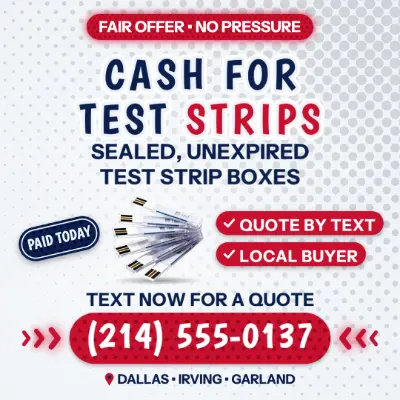 FAIR OFFER • NO PRESSURE
CASH FOR
TEST STRIPS
SEALED, UNEXPIRED
TEST STRIP BOXES
PAID TODAY
✓ QUOTE BY TEXT
✓ LOCAL BUYER
TEXT NOW FOR A QUOTE
(214) 555-0137
DALLAS • IRVING • GARLAND